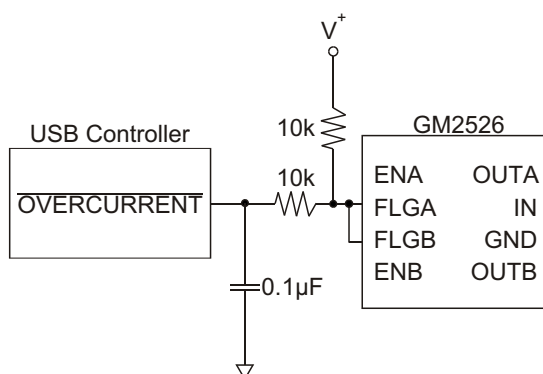 V+
10k
USB Controller
GM2526
10k
OVERCURRENT
ENA OUTA
FLGA IN
FLGB GND
ENB OUTB
0.1µF